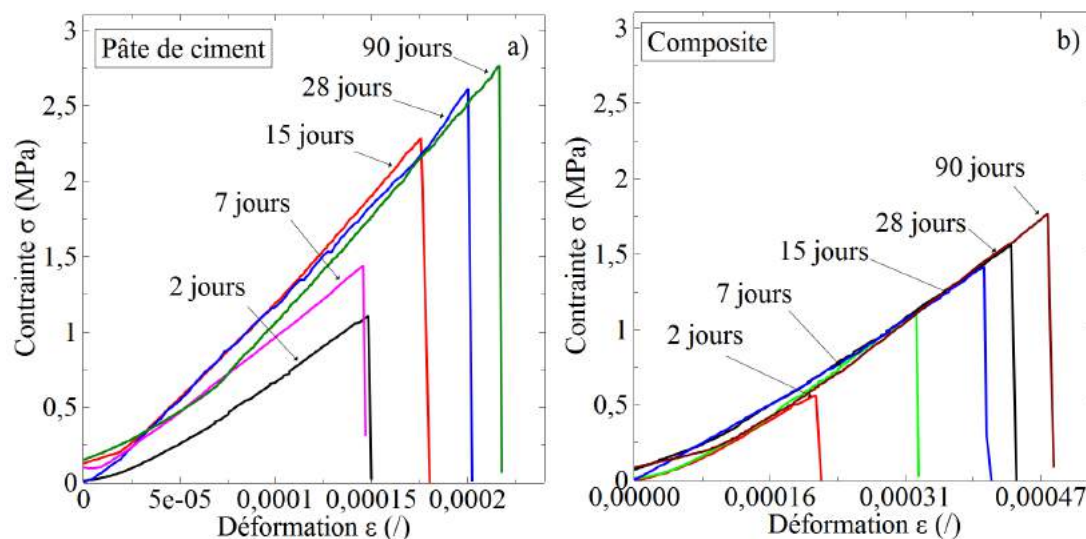 Pâte de ciment
a)
90 jours
28 jours
15 jours
7 jours
2 jours
3
2,5
2
1,5
1
0,5
0
0
5e-05
0,0001
0,00015
0,0002
Contrainte σ (MPa)
Déformation ε (/)
Composite
b)
90 jours
28 jours
15 jours
7 jours
2 jours
3
2,5
2
1,5
1
0,5
0
0,00000
0,00016
0,00031
0,00047
Contrainte σ (MPa)
Déformation ε (/)